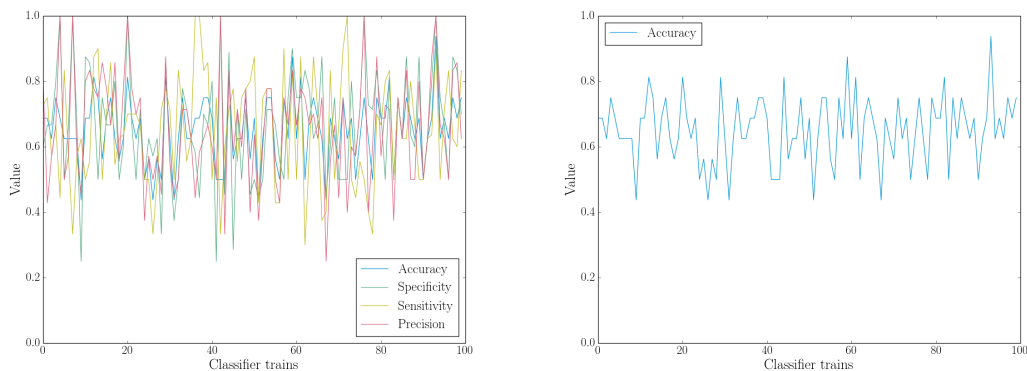 1.0
0.8
0.6
0.4
0.2
0.0
Value
0 20 40 60 80 100
Classifier trains
Accuracy
Specificity
Sensitivity
Precision
1.0
0.8
0.6
0.4
0.2
0.0
Value
0 20 40 60 80 100
Classifier trains
Accuracy